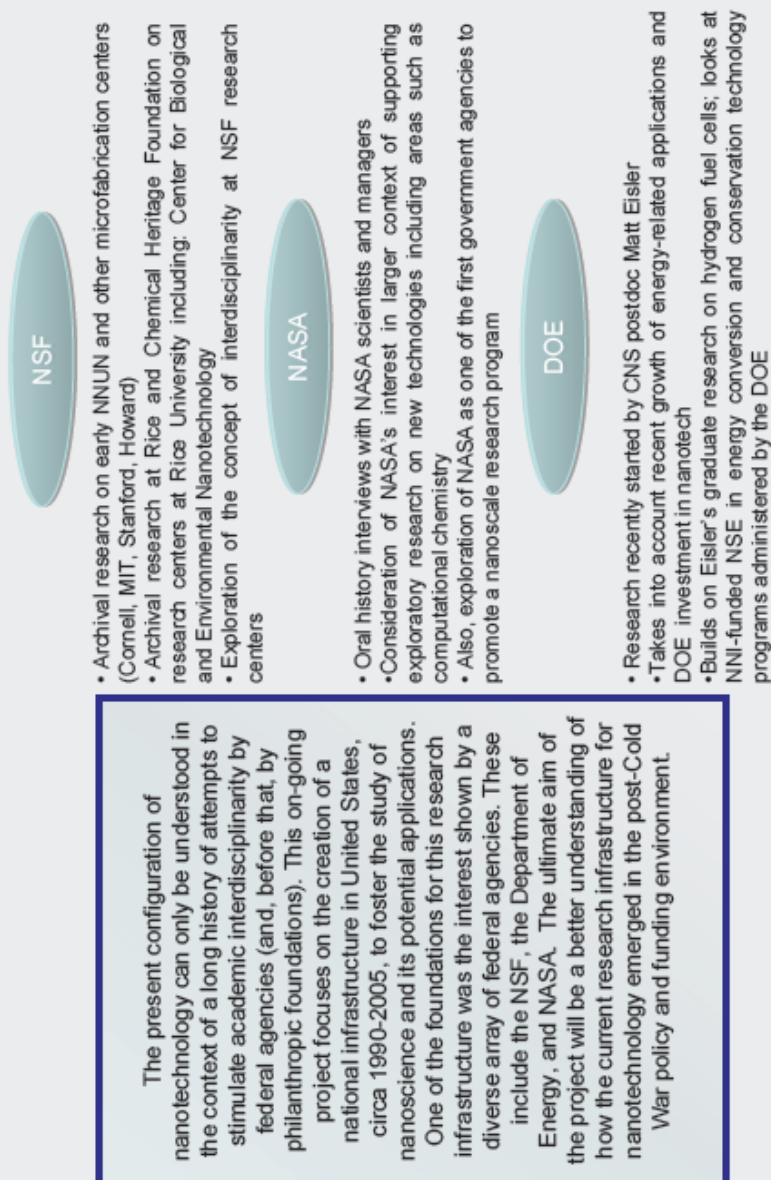 The present configuration of
nanotechnology can only be understood in
the context of a long history of attempts to
stimulate academic interdisciplinarity by
federal agencies (and, before that, by
philanthropic foundations). This on-going
project focuses on the creation of a
national infrastructure in United States,
circa 1990-2005, to foster the study of
nanoscience and its potential applications.
One of the foundations for this research
infrastructure was the interest shown by a
diverse array of federal agencies. These
include the NSF, the Department of
Energy, and NASA. The ultimate aim of
the project will be a better understanding of
how the current research infrastructure for
nanotechnology emerged in the post-Cold
War policy and funding environment.
NSF
• Archival research on early NNUN and other microfabrication centers
(Cornell, MIT, Stanford, Howard)
• Archival research at Rice and Chemical Heritage Foundation on
research centers at Rice University including: Center for Biological
and Environmental Nanotechnology
• Exploration of the concept of interdisciplinarity at NSF research
centers
NASA
• Oral history interviews with NASA scientists and managers
•Consideration of NASA's interest in larger context of supporting
exploratory research on new technologies including areas such as
computational chemistry
• Also, exploration of NASA as one of the first government agencies to
promote a nanoscale research program
DOE
• Research recently started by CNS postdoc Matt Eisler
•Takes into account recent growth of energy-related applications and
DOE investment in nanotech
•Builds on Eisler's graduate research on hydrogen fuel cells; looks at
NNI-funded NSE in energy conversion and conservation technology
programs administered by the DOE